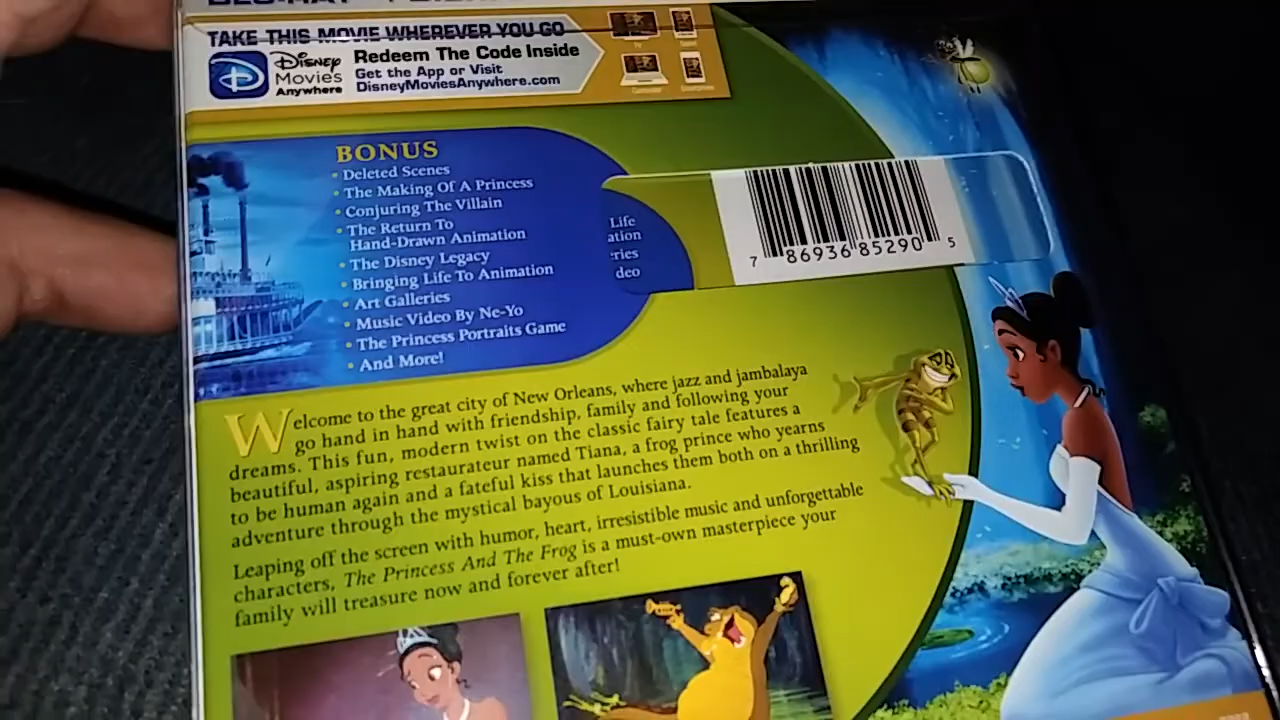 TAKE THIS MOVIE WHEREVER YOU GO
Disney
Movies
Anywhere
Redeem The Code Inside
Get the App or Visit
DisneyMoviesAnywhere.com
TV
BONUS
• Deleted Scenes
• The Making Of A Princess
• Conjuring The Villain
• The Return To
Hand-Drawn Animation
• The Disney Legacy
• Bringing Life To Animation
• Art Galleries
• Music Video By Ne-Yo
• The Princess Portraits Game
• And More!
Life
ation
ries
deo
7 86936 85290 5
Welcome to the great city of New Orleans, where jazz and jambalaya
go hand in hand with friendship, family and following your
dreams. This fun, modern twist on the classic fairy tale features a
beautiful, aspiring restaurateur named Tiana, a frog prince who yearns
to be human again and a fateful kiss that launches them both on a thrilling
adventure through the mystical bayous of Louisiana.
Leaping off the screen with humor, heart, irresistible music and unforgettable
characters, The Princess And The Frog is a must-own masterpiece your
family will treasure now and forever after!